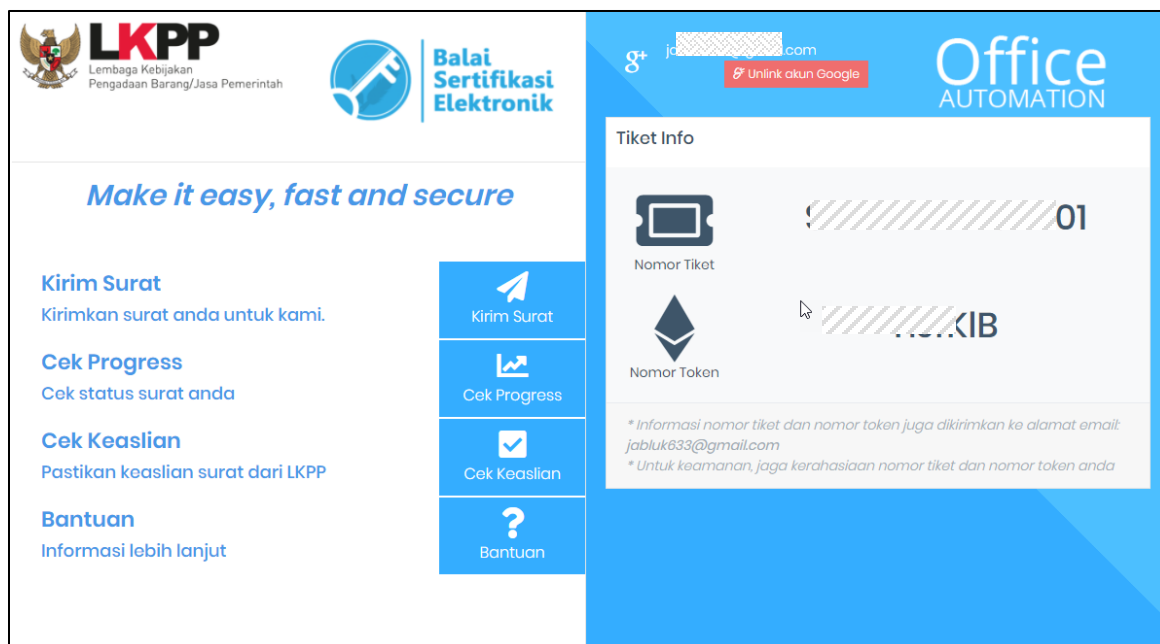 LKPP
Lembaga Kebijakan
Pengadaan Barang/Jasa Pemerintah
Balai
Sertifikasi
Elektronik
Make it easy, fast and secure
Kirim Surat
Kirimkan surat anda untuk kami.
Kirim Surat
Cek Progress
Cek status surat anda
Cek Progress
Cek Keaslian
Pastikan keaslian surat dari LKPP
Cek Keaslian
Bantuan
Informasi lebih lanjut
Bantuan
g+ .com
Unlink akun Google
Office
AUTOMATION
Tiket Info
01
Nomor Tiket
KlB
Nomor Token
* Informasi nomor tiket dan nomor token juga dikirimkan ke alamat email:
jabluk633@gmail.com
* Untuk keamanan, jaga kerahasiaan nomor tiket dan nomor token anda